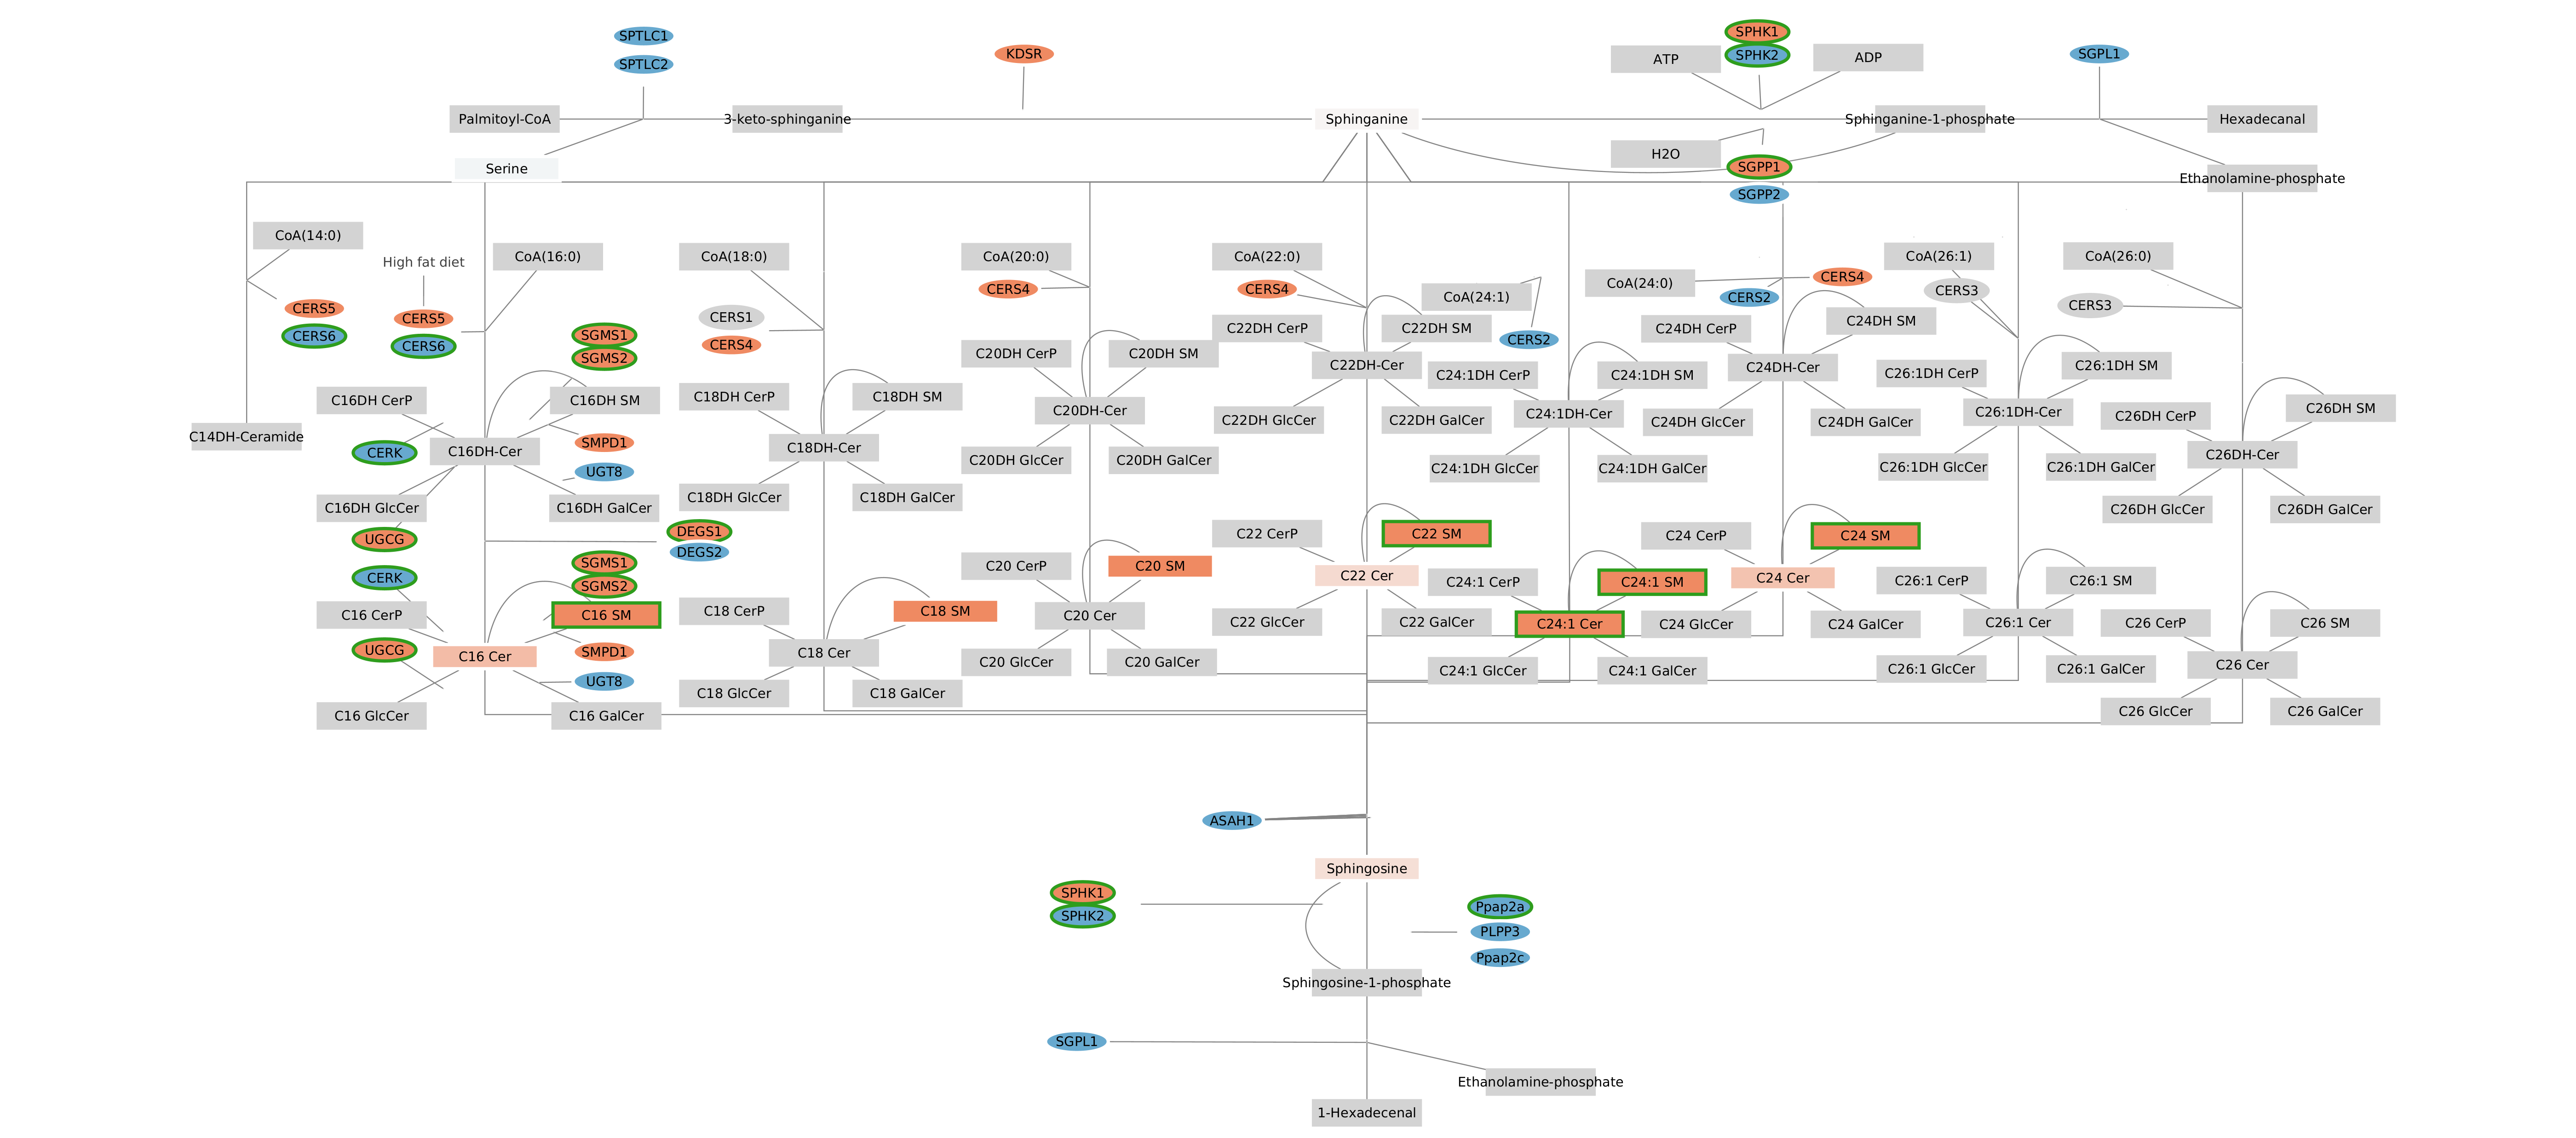 SPTLC1
SPTLC2
KDSR
SPHK1
SPHK2
ATP
ADP
SGPL1
Palmitoyl-CoA
3-keto-sphinganine
Sphinganine
Sphinganine-1-phosphate
Hexadecanal
Serine
H2O
SGPP1
SGPP2
Ethanolamine-phosphate
CoA(14:0)
High fat diet
CoA(16:0)
CoA(18:0)
CoA(20:0)
CoA(22:0)
CoA(24:1)
CoA(24:0)
CoA(26:1)
CoA(26:0)
CERS5
CERS6
CERS5
CERS6
SGMS1
SGMS2
CERS1
CERS4
CERS4
CERS4
CERS2
CERS2
CERS4
CERS3
CERS3
C14DH-Ceramide
C16DH CerP
C16DH SM
CERK
C16DH-Cer
SMPD1
UGT8
C16DH GlcCer
C16DH GalCer
UGCG
DEGS1
DEGS2
C18DH CerP
C18DH SM
C18DH-Cer
C18DH GlcCer
C18DH GalCer
C20DH CerP
C20DH SM
C20DH-Cer
C20DH GlcCer
C20DH GalCer
C22DH CerP
C22DH SM
C22DH-Cer
C22DH GlcCer
C22DH GalCer
C24:1DH CerP
C24:1DH SM
C24:1DH-Cer
C24:1DH GlcCer
C24:1DH GalCer
C24DH CerP
C24DH SM
C24DH-Cer
C24DH GlcCer
C24DH GalCer
C26:1DH CerP
C26:1DH SM
C26:1DH-Cer
C26:1DH GlcCer
C26:1DH GalCer
C26DH CerP
C26DH SM
C26DH-Cer
C26DH GlcCer
C26DH GalCer
CERK
SGMS1
SGMS2
C16 CerP
C16 SM
UGCG
C16 Cer
SMPD1
UGT8
C16 GlcCer
C16 GalCer
C18 CerP
C18 SM
C18 Cer
C18 GlcCer
C18 GalCer
C20 CerP
C20 SM
C20 Cer
C20 GlcCer
C20 GalCer
C22 CerP
C22 SM
C22 Cer
C22 GlcCer
C22 GalCer
C24:1 CerP
C24:1 SM
C24:1 Cer
C24:1 GlcCer
C24:1 GalCer
C24 CerP
C24 SM
C24 Cer
C24 GlcCer
C24 GalCer
C26:1 CerP
C26:1 SM
C26:1 Cer
C26:1 GlcCer
C26:1 GalCer
C26 CerP
C26 SM
C26 Cer
C26 GlcCer
C26 GalCer
ASAH1
Sphingosine
SPHK1
SPHK2
Ppap2a
PLPP3
Ppap2c
Sphingosine-1-phosphate
SGPL1
Ethanolamine-phosphate
1-Hexadecenal